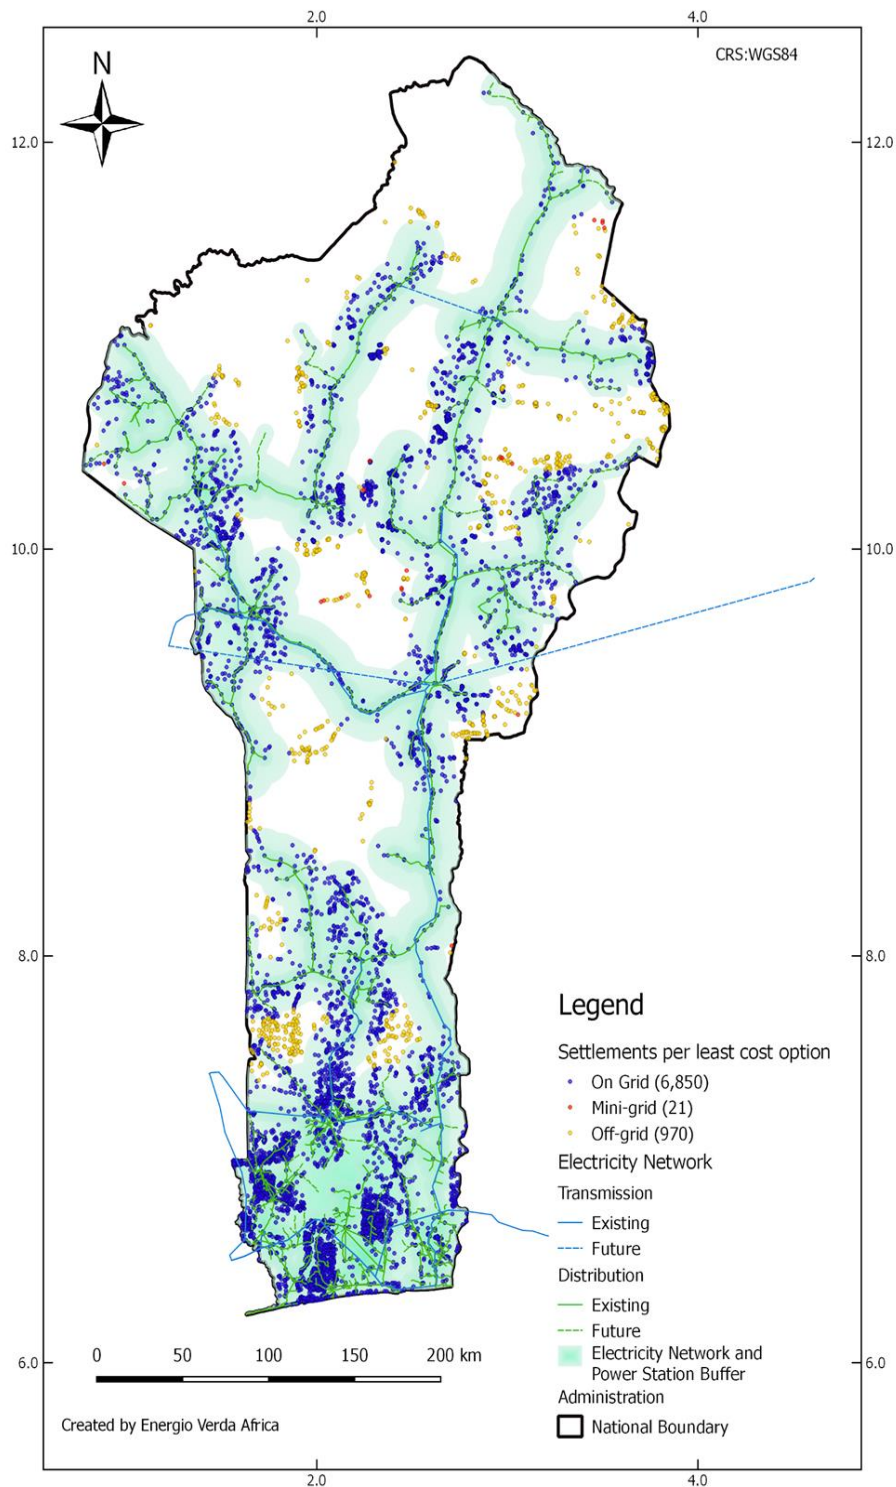 2.0 4.0
CRS:WGS84
N
12.0 12.0
10.0 10.0
8.0 8.0
Legend
Settlements per least cost option
On Grid (6,850)
Mini-grid (21)
Off-grid (970)
Electricity Network
Transmission
Existing
Future
Distribution
Existing
Future
Electricity Network and
Power Station Buffer
Administration
National Boundary
0 50 100 150 200 km
6.0 6.0
Created by Energio Verda Africa
2.0 4.0